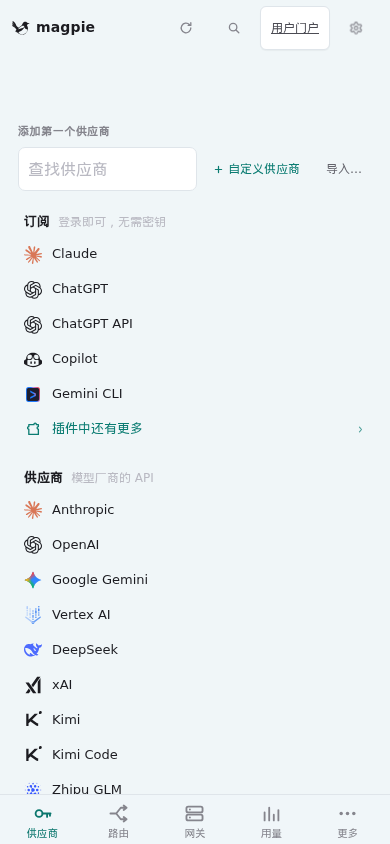 magpie
用户门户
添加第一个供应商
查找供应商
+ 自定义供应商
导入...
订阅 登录即可，无需密钥
Claude
ChatGPT
ChatGPT API
Copilot
Gemini CLI
插件中还有更多
供应商 模型厂商的 API
Anthropic
OpenAI
Google Gemini
Vertex AI
DeepSeek
xAI
Kimi
Kimi Code
Zhipu GLM
供应商
路由
网关
用量
更多